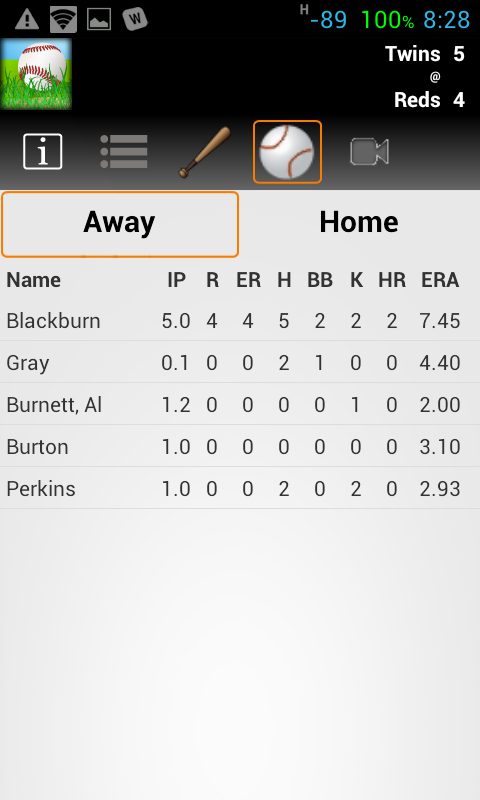 H -89 100% 8:28
W
Twins 5
@
Reds 4
i
Away Home
Name IP R ER H BB K HR ERA
Blackburn 5.0 4 4 5 2 2 2 7.45
Gray 0.1 0 0 2 1 0 0 4.40
Burnett, Al 1.2 0 0 0 0 1 0 2.00
Burton 1.0 0 0 0 0 0 0 3.10
Perkins 1.0 0 0 2 0 2 0 2.93